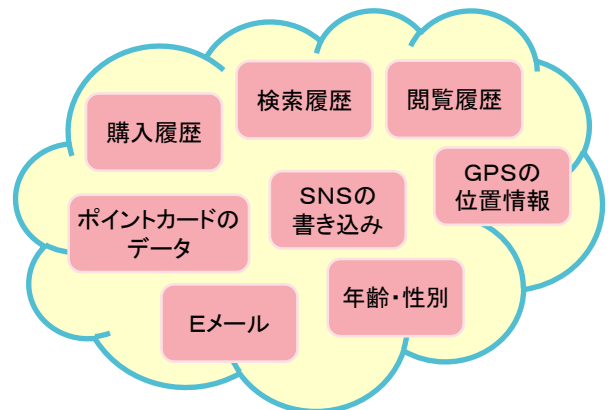 検索履歴
閲覧履歴
購入履歴
GPSの
位置情報
SNSの
書き込み
ポイントカードの
データ
年齢・性別
Eメール